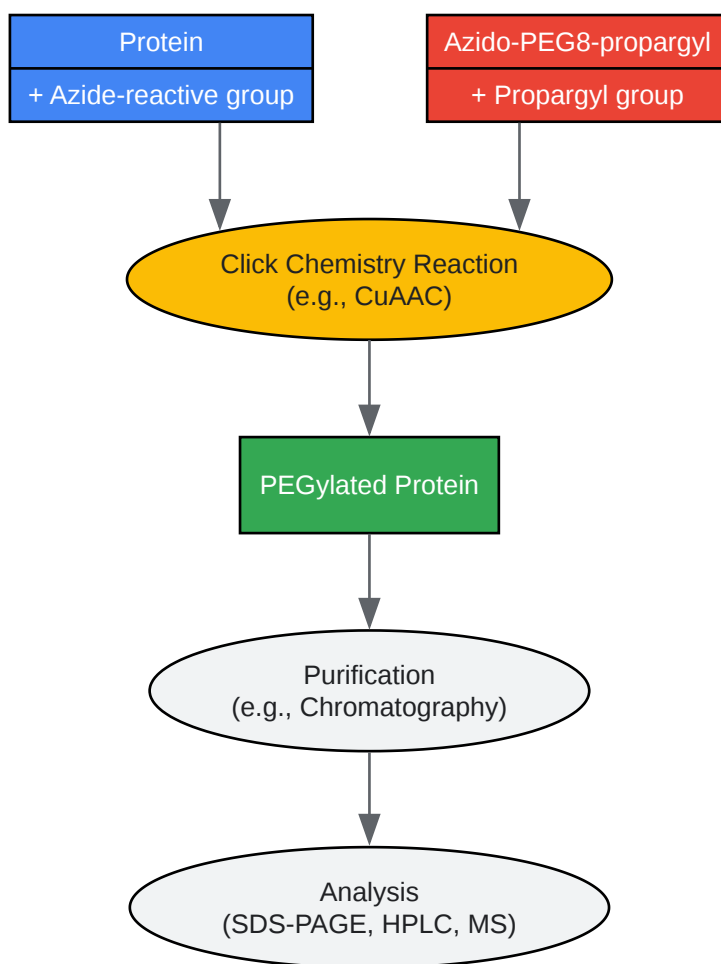 Protein
+ Azide-reactive group
Azido-PEG8-propargyl
+ Propargyl group
Click Chemistry Reaction
(e.g., CuAAC)
PEGylated Protein
Purification
(e.g., Chromatography)
Analysis
(SDS-PAGE, HPLC, MS)